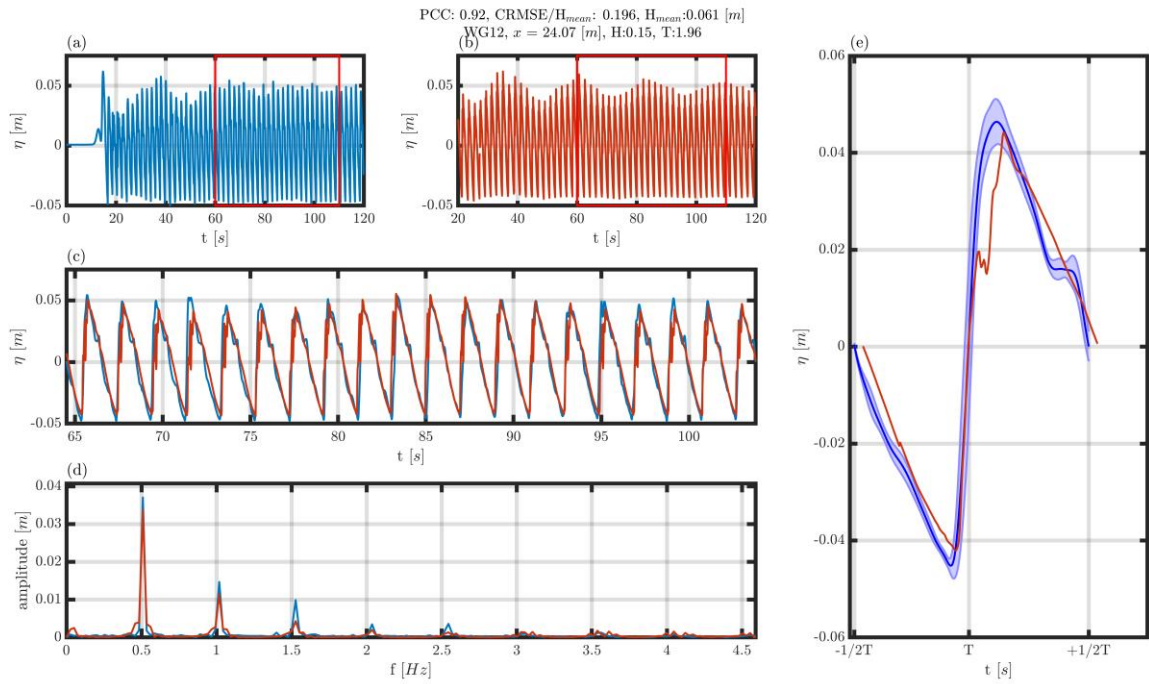 PCC: 0.92, CRMSE/Hmean: 0.196, Hmean:0.061 [m]
WG12, x = 24.07 [m], H:0.15, T:1.96
(a)
0.05
0
-0.05
η [m]
0 20 40 60 80 100 120
t [s]
(b)
0.05
0
-0.05
η [m]
20 40 60 80 100 120
t [s]
(c)
0.05
0
-0.05
η [m]
65 70 75 80 85 90 95 100
t [s]
(d)
0.04
0.03
0.02
0.01
0
amplitude [m]
0 0.5 1 1.5 2 2.5 3 3.5 4 4.5
f [Hz]
(e)
0.06
0.04
0.02
0
-0.02
-0.04
-0.06
η [m]
-1/2T T +1/2T
t [s]